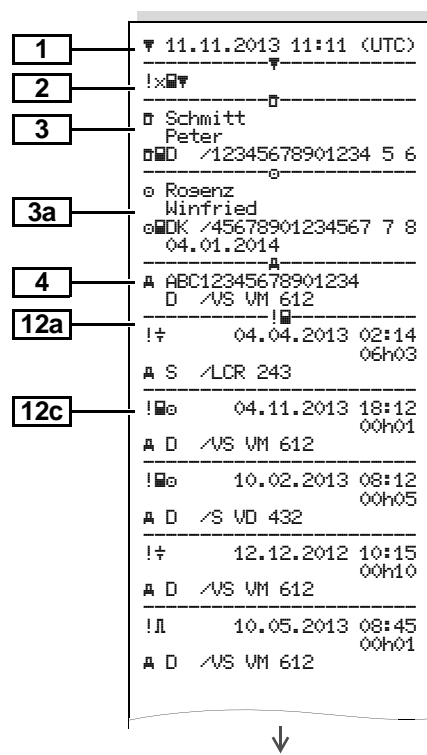 1
▼ 11.11.2013 11:11 (UTC)
2
!×▼
3
Schmitt
Peter
D /12345678901234 5 6
3a
Rogenz
Winfried
DK /45678901234567 7 8
04.01.2014
4
ABC12345678901234
D /VS VM 612
12a
! 04.04.2013 02:14
06h03
S /LCR 243
12c
! 04.11.2013 18:12
00h01
D /VS VM 612
! 10.02.2013 08:12
00h05
D /S VD 432
! 12.12.2012 10:15
00h10
D /VS VM 612
! 10.05.2013 08:45
00h01
D /VS VM 612